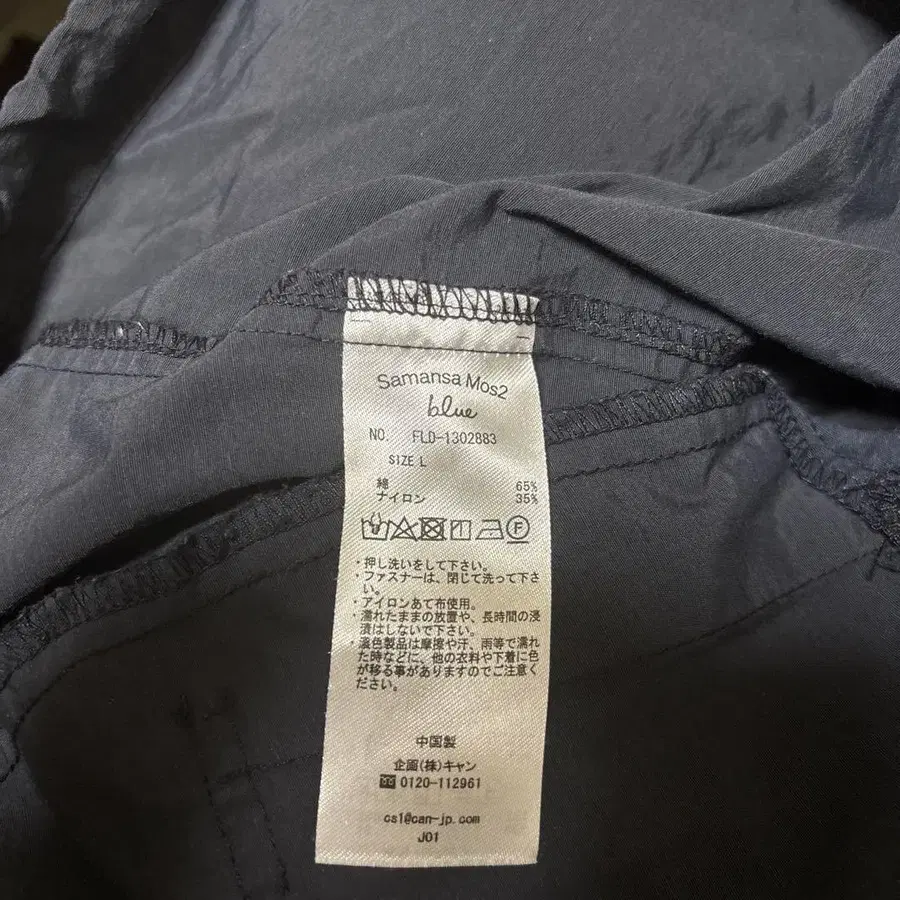 Samansa Mos2
blue
NO. FLD-1302883
SIZE L
綿 65%
ナイロン 35%
F
・押し洗いをして下さい。
・ファスナーは、閉じて洗って下さ
い。
・アイロンあて布使用。
・濡れたままの放置や、長時間の浸
漬はしないで下さい。
・濃色製品は摩擦や汗、雨等で濡れ
た時などに、他の衣料や下着に色
が移る事がありますのでご注意く
ださい。
中国製
企画(株)キャン
0120-112961
cs1@can-jp.com
J01